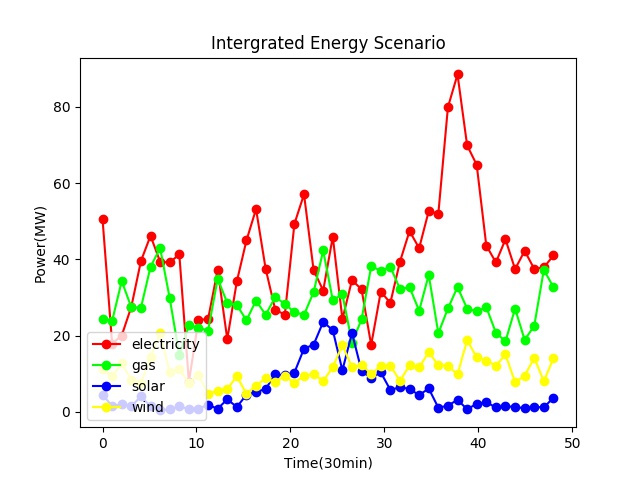 Intergrated Energy Scenario
Power(MW)
80
60
40
20
0
electricity
gas
solar
wind
0 10 20 30 40 50
Time(30min)